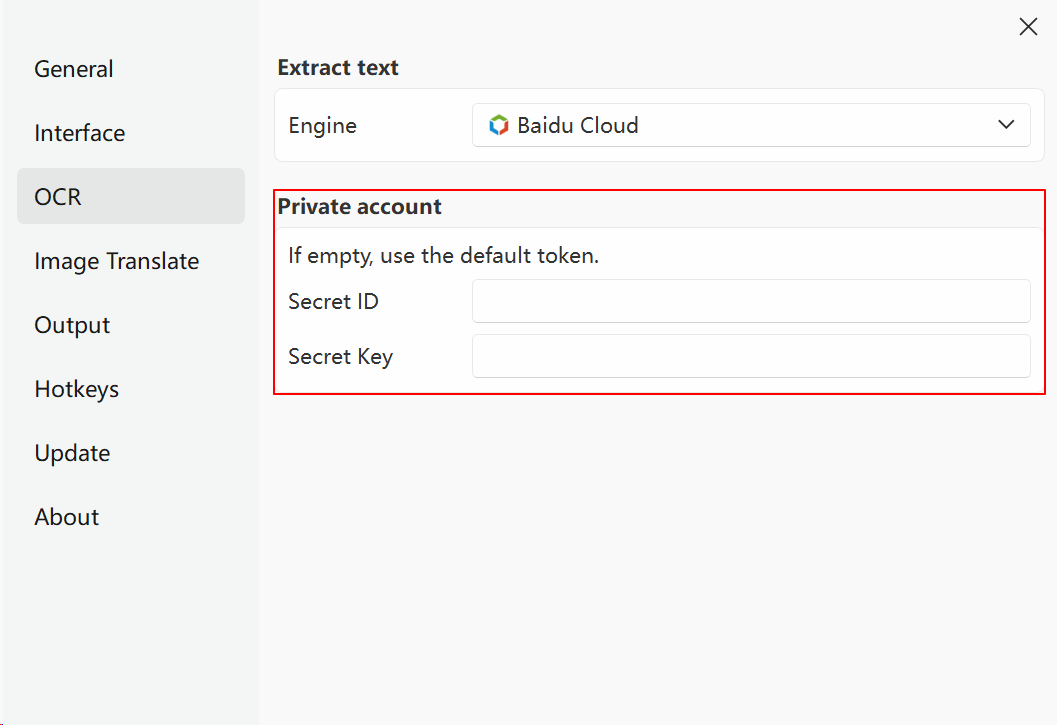 General
Interface
OCR
Image Translate
Output
Hotkeys
Update
About
Extract text
Engine
Baidu Cloud
Private account
If empty, use the default token.
Secret ID
Secret Key